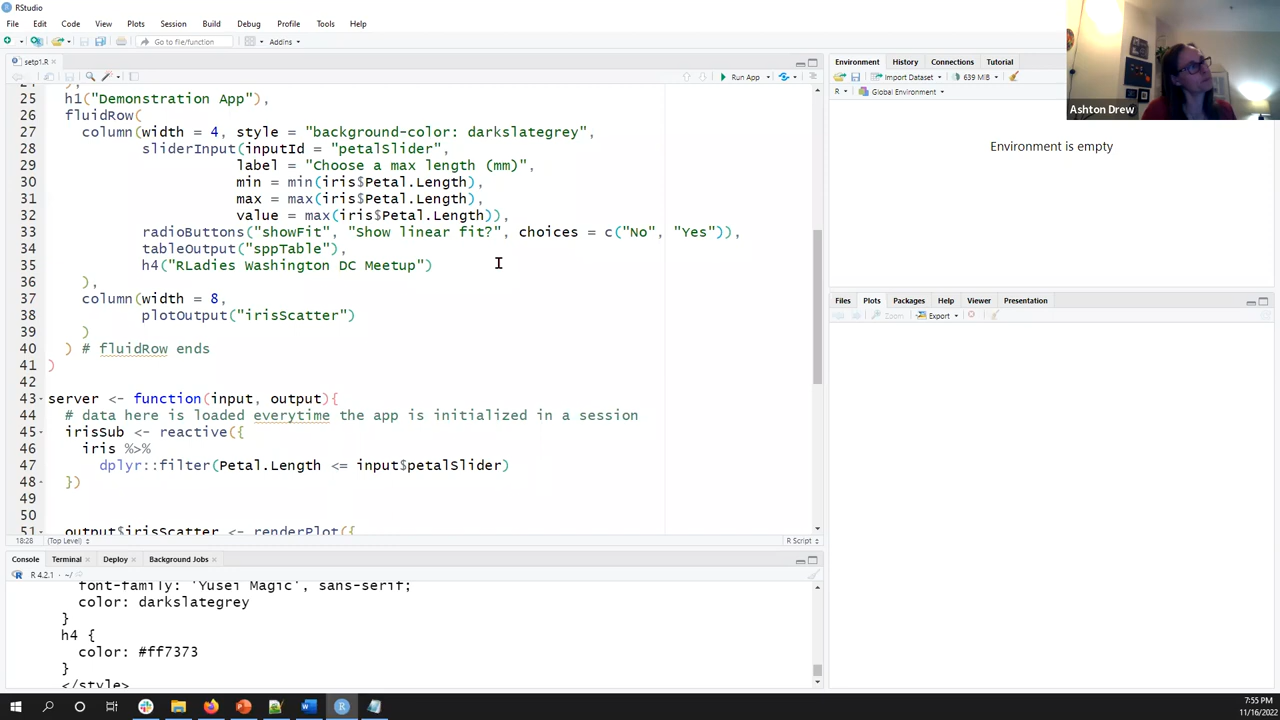 RStudio
File Edit Code View Plots Session Build Debug Profile Tools Help
Go to file/function Addins
setp1.R
Run App
25 h1("Demonstration App"),
26 fluidRow(
27 column(width = 4, style = "background-color: darkslategrey",
28 sliderInput(inputId = "petalSlider",
29 label = "Choose a max length (mm)",
30 min = min(iris$Petal.Length),
31 max = max(iris$Petal.Length),
32 value = max(iris$Petal.Length)),
33 radioButtons("showFit", "Show linear fit?", choices = c("No", "Yes")),
34 tableOutput("sppTable"),
35 h4("RLadies Washington DC Meetup")
36 ),
37 column(width = 8,
38 plotOutput("irisScatter")
39 )
40 ) # fluidRow ends
41 )
42
43 server <- function(input, output){
44 # data here is loaded everytime the app is initialized in a session
45 irisSub <- reactive({
46 iris %>%
47 dplyr::filter(Petal.Length <= input$petalSlider)
48 })
49
50
51 output$irisScatter <- renderPlot({
18:28 (Top Level) R Script
Console Terminal Deploy Background Jobs
R 4.2.1 · ~/
font-family: 'Yusei Magic', sans-serif;
color: darkslategrey
}
h4 {
color: #ff7373
}
</style>
Environment History Connections Tutorial
Import Dataset 639 MiB
R Global Environment
Environment is empty
Files Plots Packages Help Viewer Presentation
Zoom Export
Ashton Drew
7:55 PM
11/16/2022